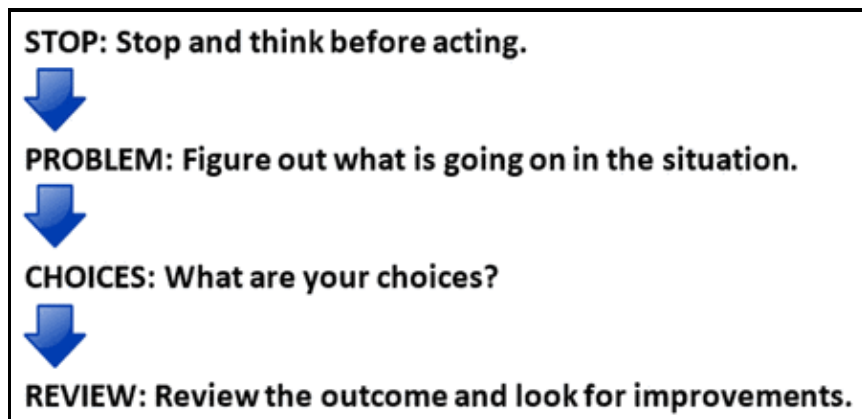 STOP: Stop and think before acting.
PROBLEM: Figure out what is going on in the situation.
CHOICES: What are your choices?
REVIEW: Review the outcome and look for improvements.